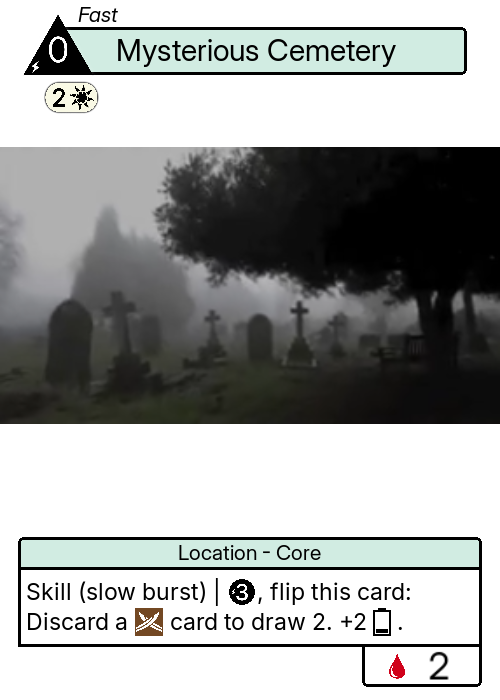 Fast
0 Mysterious Cemetery
2
Location - Core
Skill (slow burst) | 3, flip this card:
Discard a card to draw 2. +2 .
2